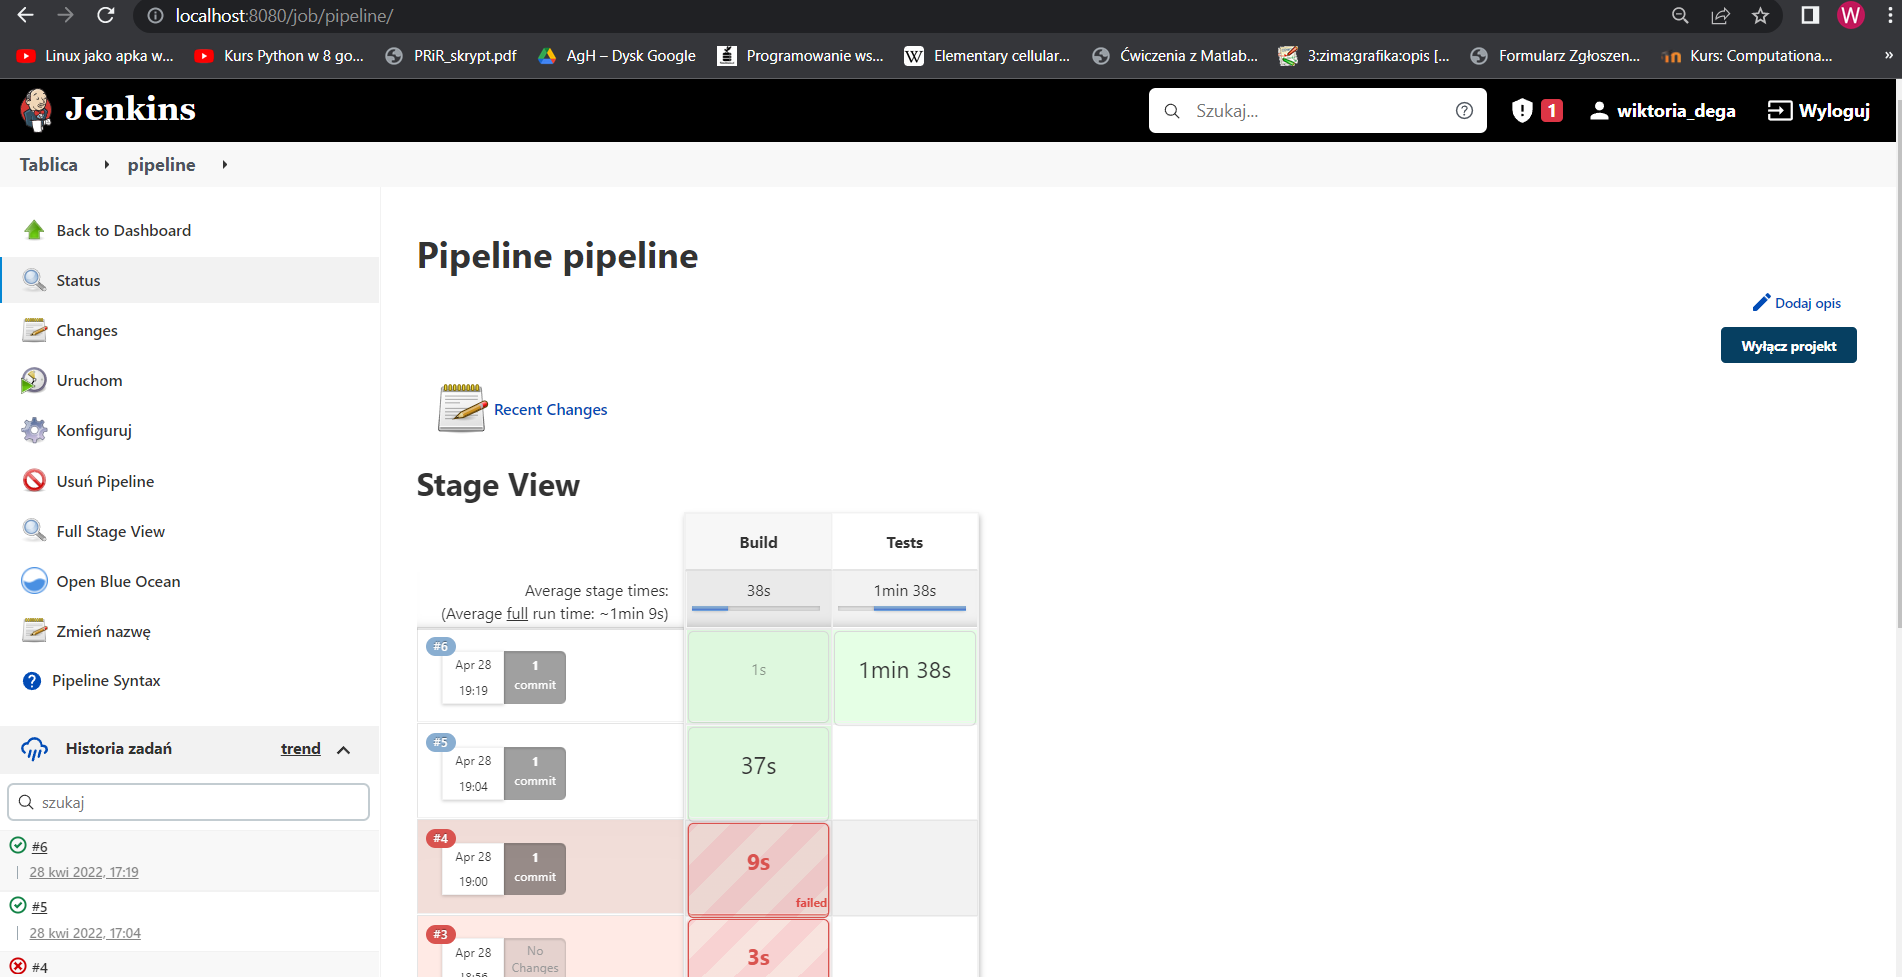 localhost:8080/job/pipeline/
W
Linux jako apka w...
Kurs Python w 8 go...
PRiR_skrypt.pdf
AgH – Dysk Google
Programowanie ws...
W
Elementary cellular...
Ćwiczenia z Matlab...
3:zima:grafika:opis [...
Formularz Zgłoszen...
Kurs: Computationa...
»
Jenkins
Szukaj...
1
wiktoria_dega
Wyloguj
Tablica
pipeline
Back to Dashboard
Status
Changes
Uruchom
Konfiguruj
Usuń Pipeline
Full Stage View
Open Blue Ocean
Zmień nazwę
Pipeline Syntax
Historia zadań
trend
szukaj
#6
28 kwi 2022, 17:19
#5
28 kwi 2022, 17:04
#4
Pipeline pipeline
Dodaj opis
Wyłącz projekt
Recent Changes
Stage View
Build
Tests
Average stage times:
(Average full run time: ~1min 9s)
38s
1min 38s
#6
Apr 28
19:19
1
commit
1s
1min 38s
#5
Apr 28
19:04
1
commit
37s
#4
Apr 28
19:00
1
commit
9s
failed
#3
Apr 28
18:56
No
Changes
3s